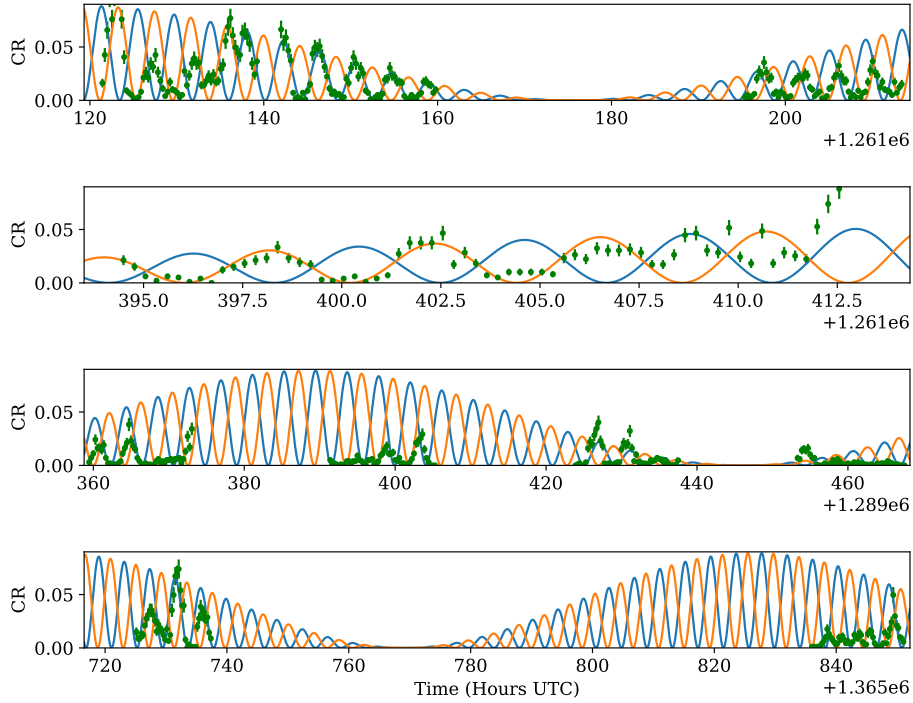 CR
0.05
0.00
120 140 160 180 200
+1.261e6
CR
0.05
0.00
395.0 397.5 400.0 402.5 405.0 407.5 410.0 412.5
+1.261e6
CR
0.05
0.00
360 380 400 420 440 460
+1.289e6
CR
0.05
0.00
720 740 760 780 800 820 840
Time (Hours UTC)
+1.365e6